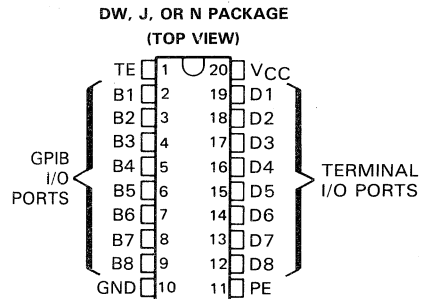 DW, J, OR N PACKAGE
(TOP VIEW)
TE 1 20 VCC
B1 2 19 D1
B2 3 18 D2
B3 4 17 D3
B4 5 16 D4
B5 6 15 D5
B6 7 14 D6
B7 8 13 D7
B8 9 12 D8
GND 10 11 PE
GPIB
I/O
PORTS
TERMINAL
I/O PORTS